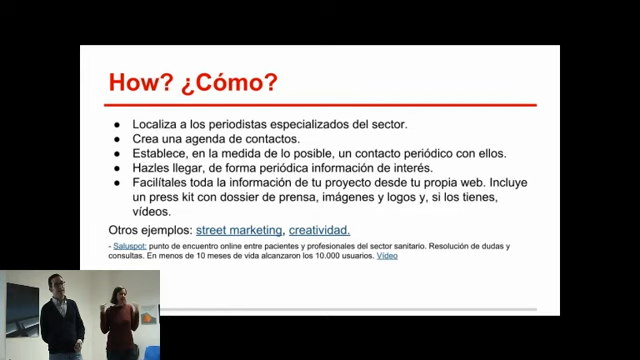 How? ¿Cómo?
● Localiza a los periodistas especializados del sector.
● Crea una agenda de contactos.
● Establece, en la medida de lo posible, un contacto periódico con ellos.
● Hazles llegar, de forma periódica información de interés.
● Facilítales toda la información de tu proyecto desde tu propia web. Incluye
un press kit con dossier de prensa, imágenes y logos y, si los tienes,
vídeos.
Otros ejemplos: street marketing, creatividad.
- Saluspot: punto de encuentro online entre pacientes y profesionales del sector sanitario. Resolución de dudas y
consultas. En menos de 10 meses de vida alcanzaron los 10.000 usuarios. Vídeo